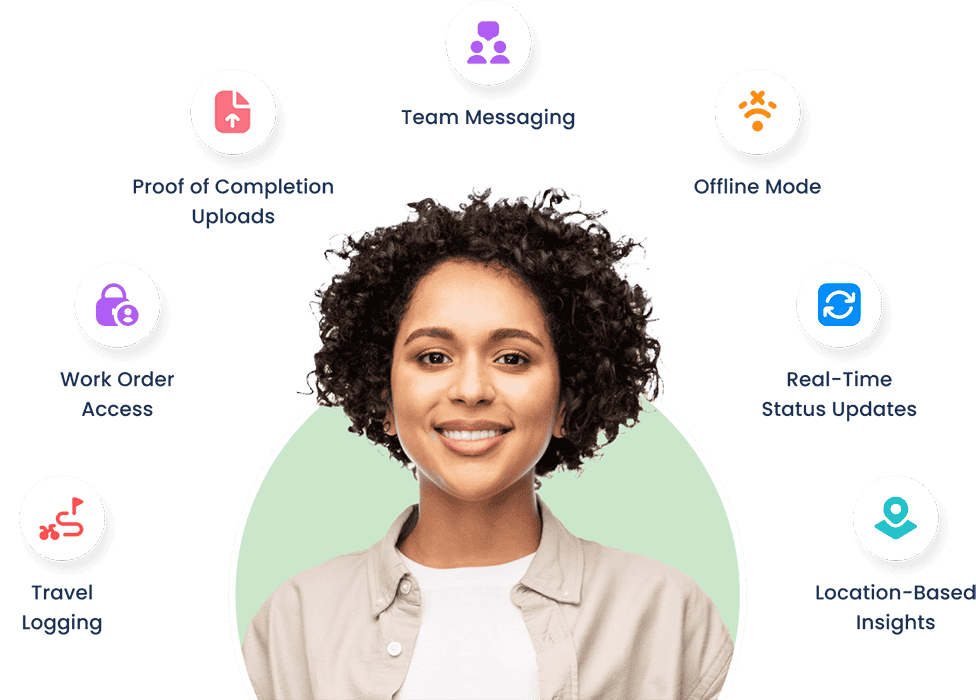 Team Messaging
Proof of Completion
Uploads
Offline Mode
Work Order
Access
Real-Time
Status Updates
Travel
Logging
Location-Based
Insights